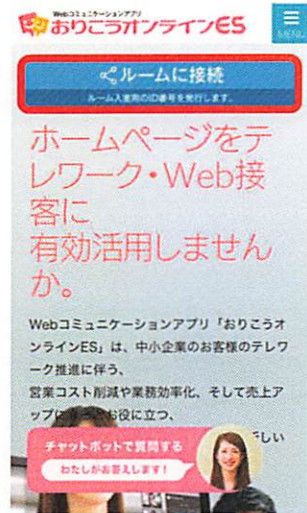 Webコミュニケーションアプリ
おりこうオンラインES
MENU
ルームに接続
ルーム入室用のID番号を発行します。
ホームページをテ
レワーク・Web接
客に
有効活用しません
か。
Webコミュニケーションアプリ「おりこうオ
ンラインES」は、中小企業のお客様のテレワ
ーク推進に伴う、
営業コスト削減や業務効率化、そして売上ア
お役に立つ、
しい
チャットボットで質問する
わたしがお答えします！